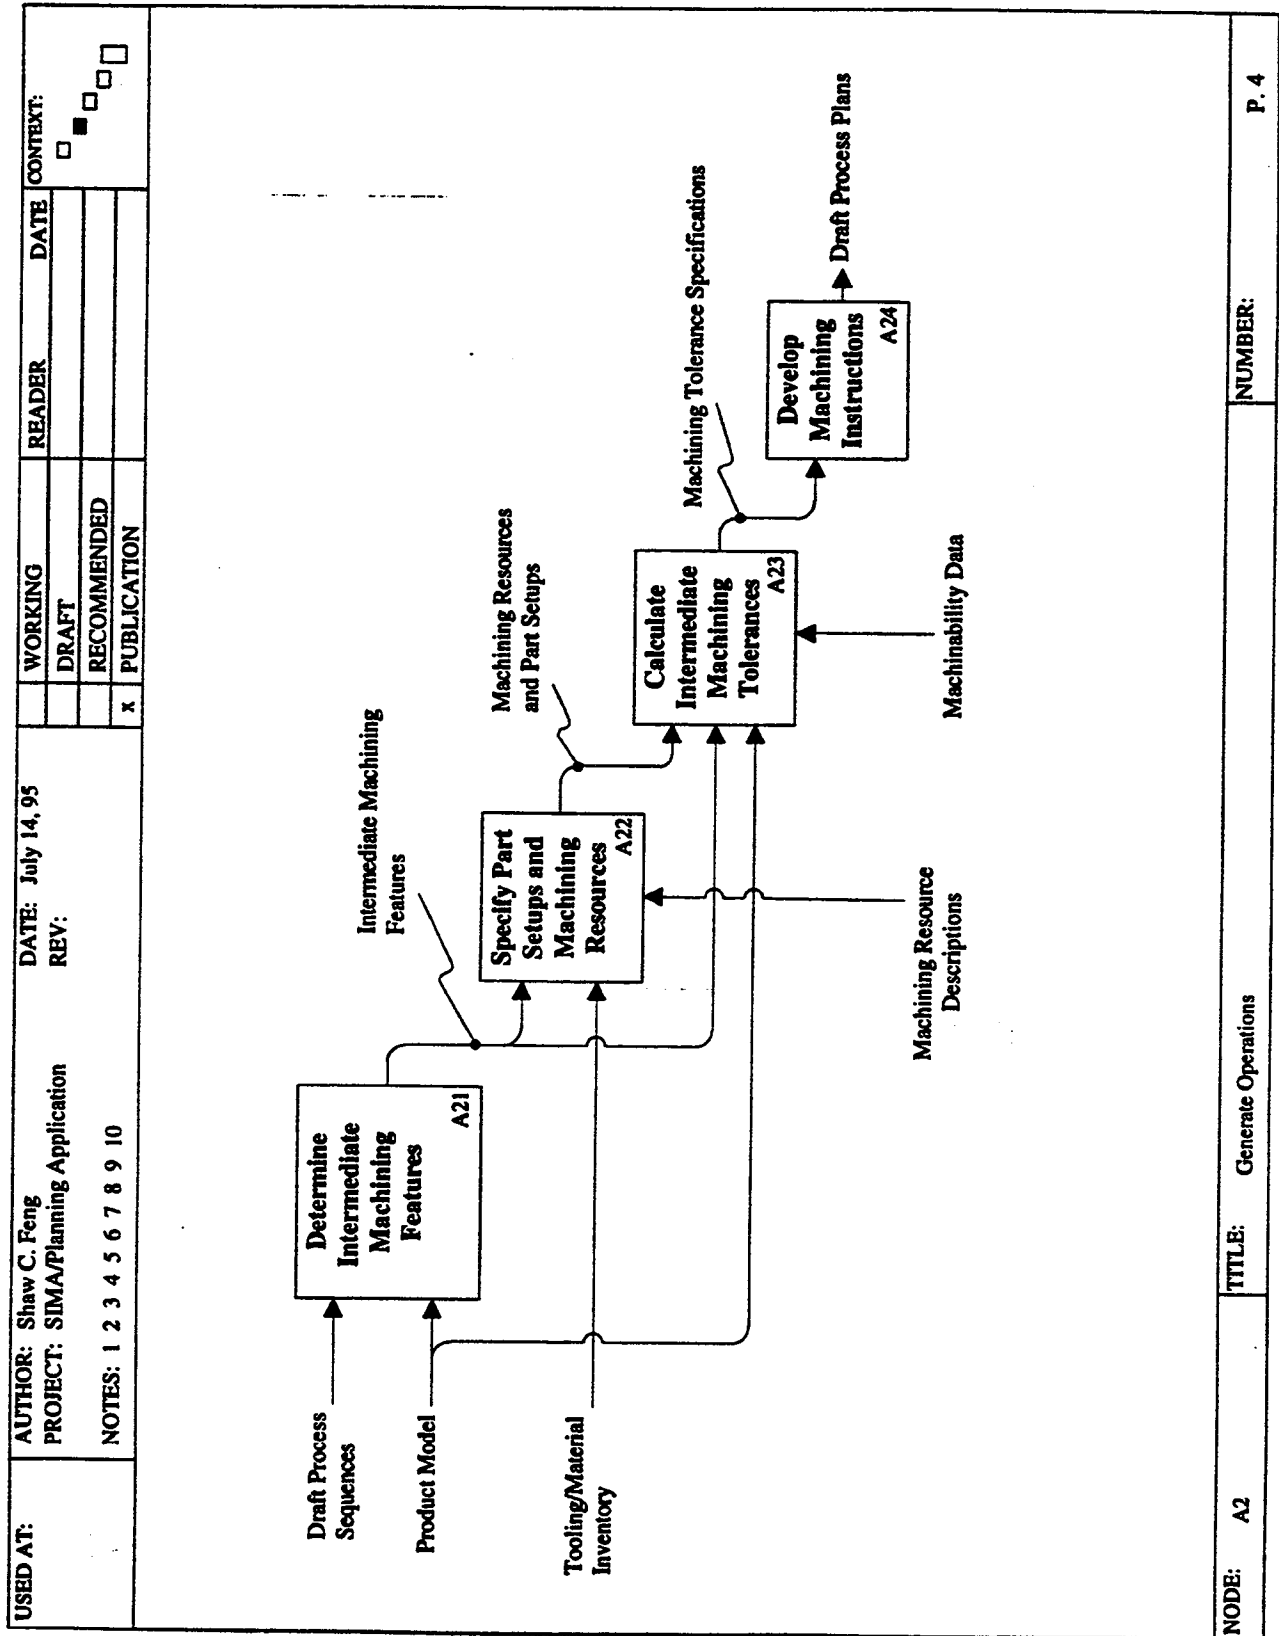 USED AT:
AUTHOR: Shaw C. Feng
PROJECT: SIMA/Planning Application
NOTES: 1 2 3 4 5 6 7 8 9 10
DATE: July 14, 95
REV:
WORKING
DRAFT
RECOMMENDED
x PUBLICATION
READER DATE
CONTEXT:
Draft Process
Sequences
Product Model
Tooling/Material
Inventory
Determine
Intermediate
Machining
Features
A21
Intermediate Machining
Features
Specify Part
Setups and
Machining
Resources
A22
Machining Resource
Descriptions
Machining Resources
and Part Setups
Calculate
Intermediate
Machining
Tolerances
A23
Machinability Data
Machining Tolerance Specifications
Develop
Machining
Instructions
A24
Draft Process Plans
NODE: A2
TITLE: Generate Operations
NUMBER:
P. 4